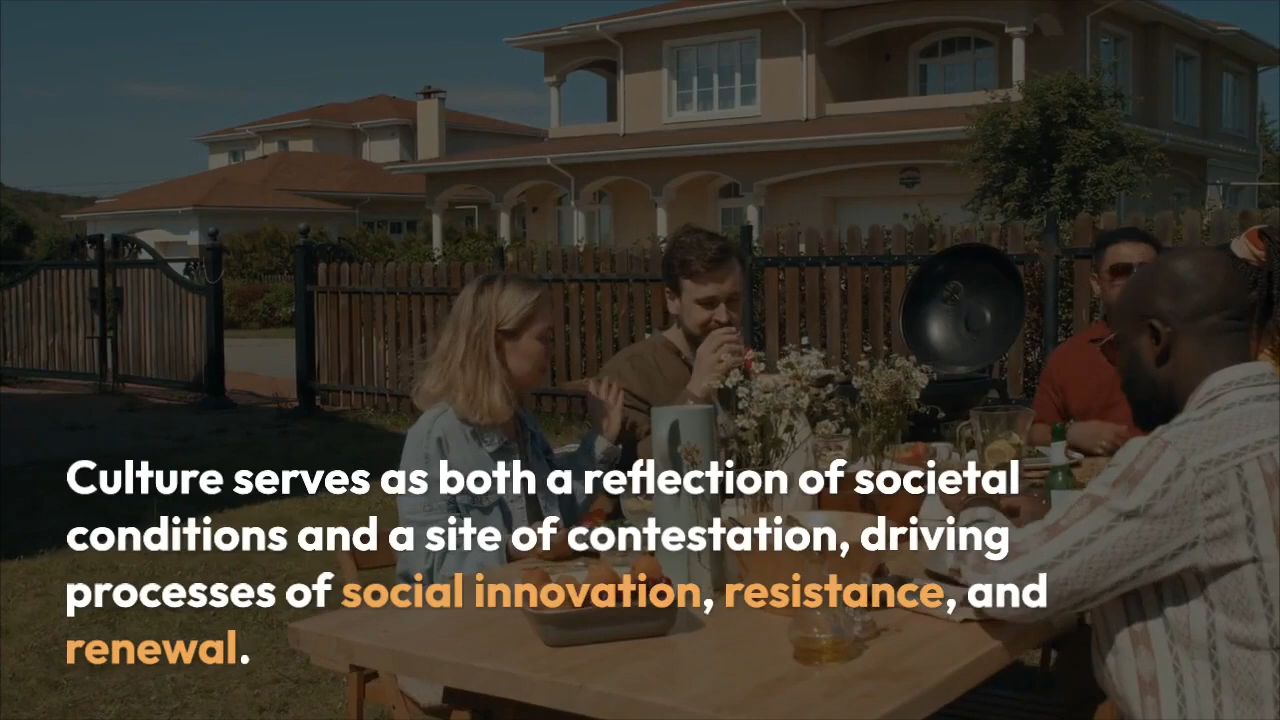 Culture serves as both a reflection of societal
conditions and a site of contestation, driving
processes of social innovation, resistance, and
renewal.